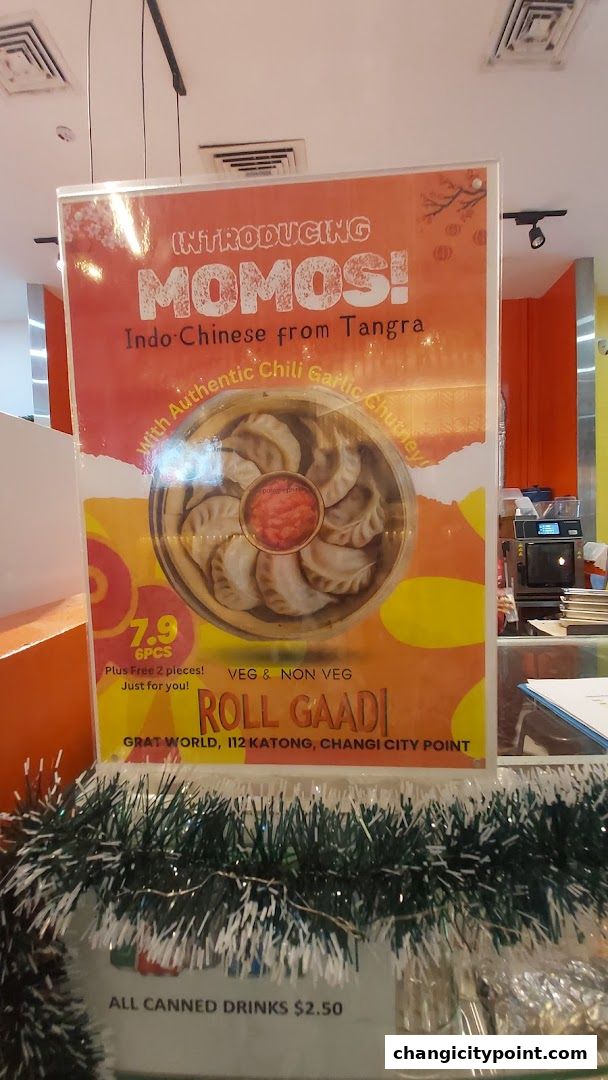 INTRODUCING
MOMOS!
Indo-Chinese from Tangra
With Authentic Chili Garlic Chutney!
7.9
6PCS
Plus Free 2 pieces!
Just for you!
VEG & NON VEG
ROLL GAADI
GRAT WORLD, I12 KATONG, CHANGI CITY POINT
ALL CANNED DRINKS $2.50
changicitypoint.com